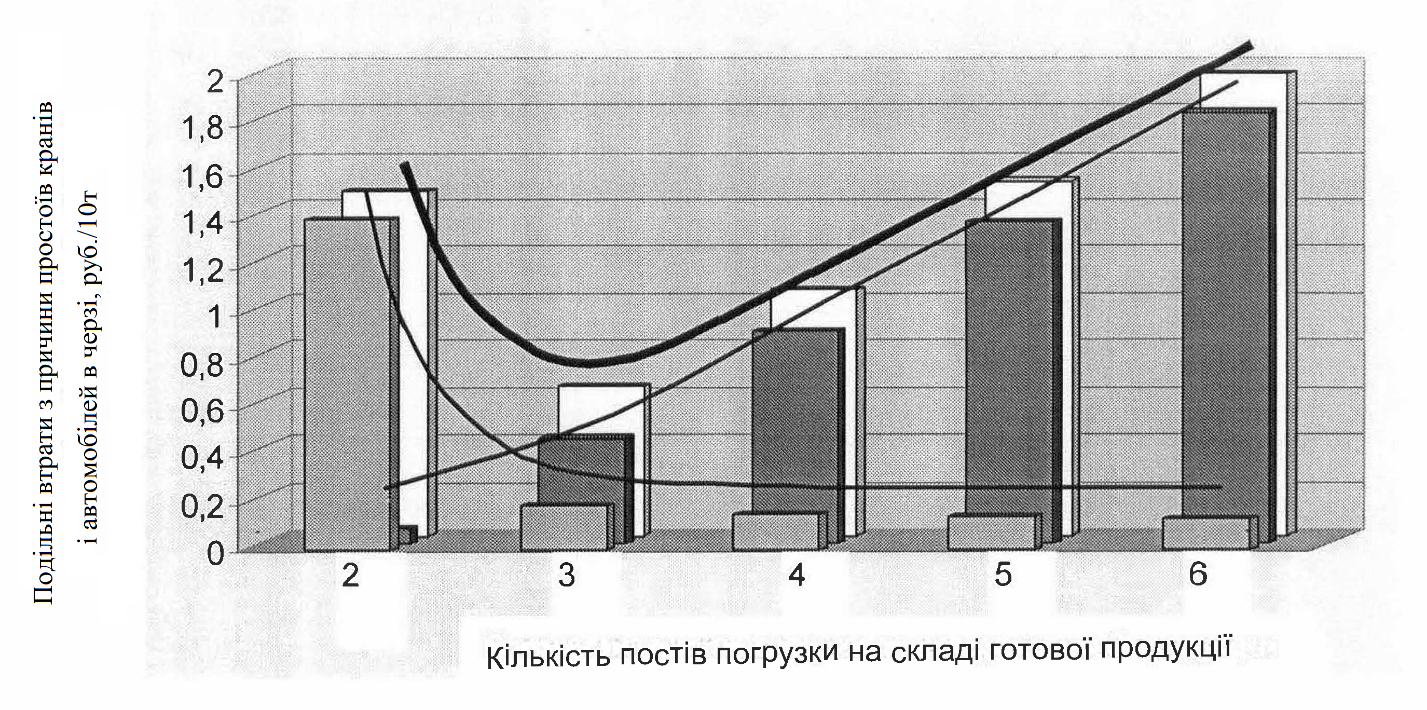 Подільні втрати з причини простоїв кранів
і автомобілей в черзі, руб./10т
2
1,8
1,6
1,4
1,2
1
0,8
0,6
0,4
0,2
0
2 3 4 5 6
Кількість постів погрузки на складі готової продукції